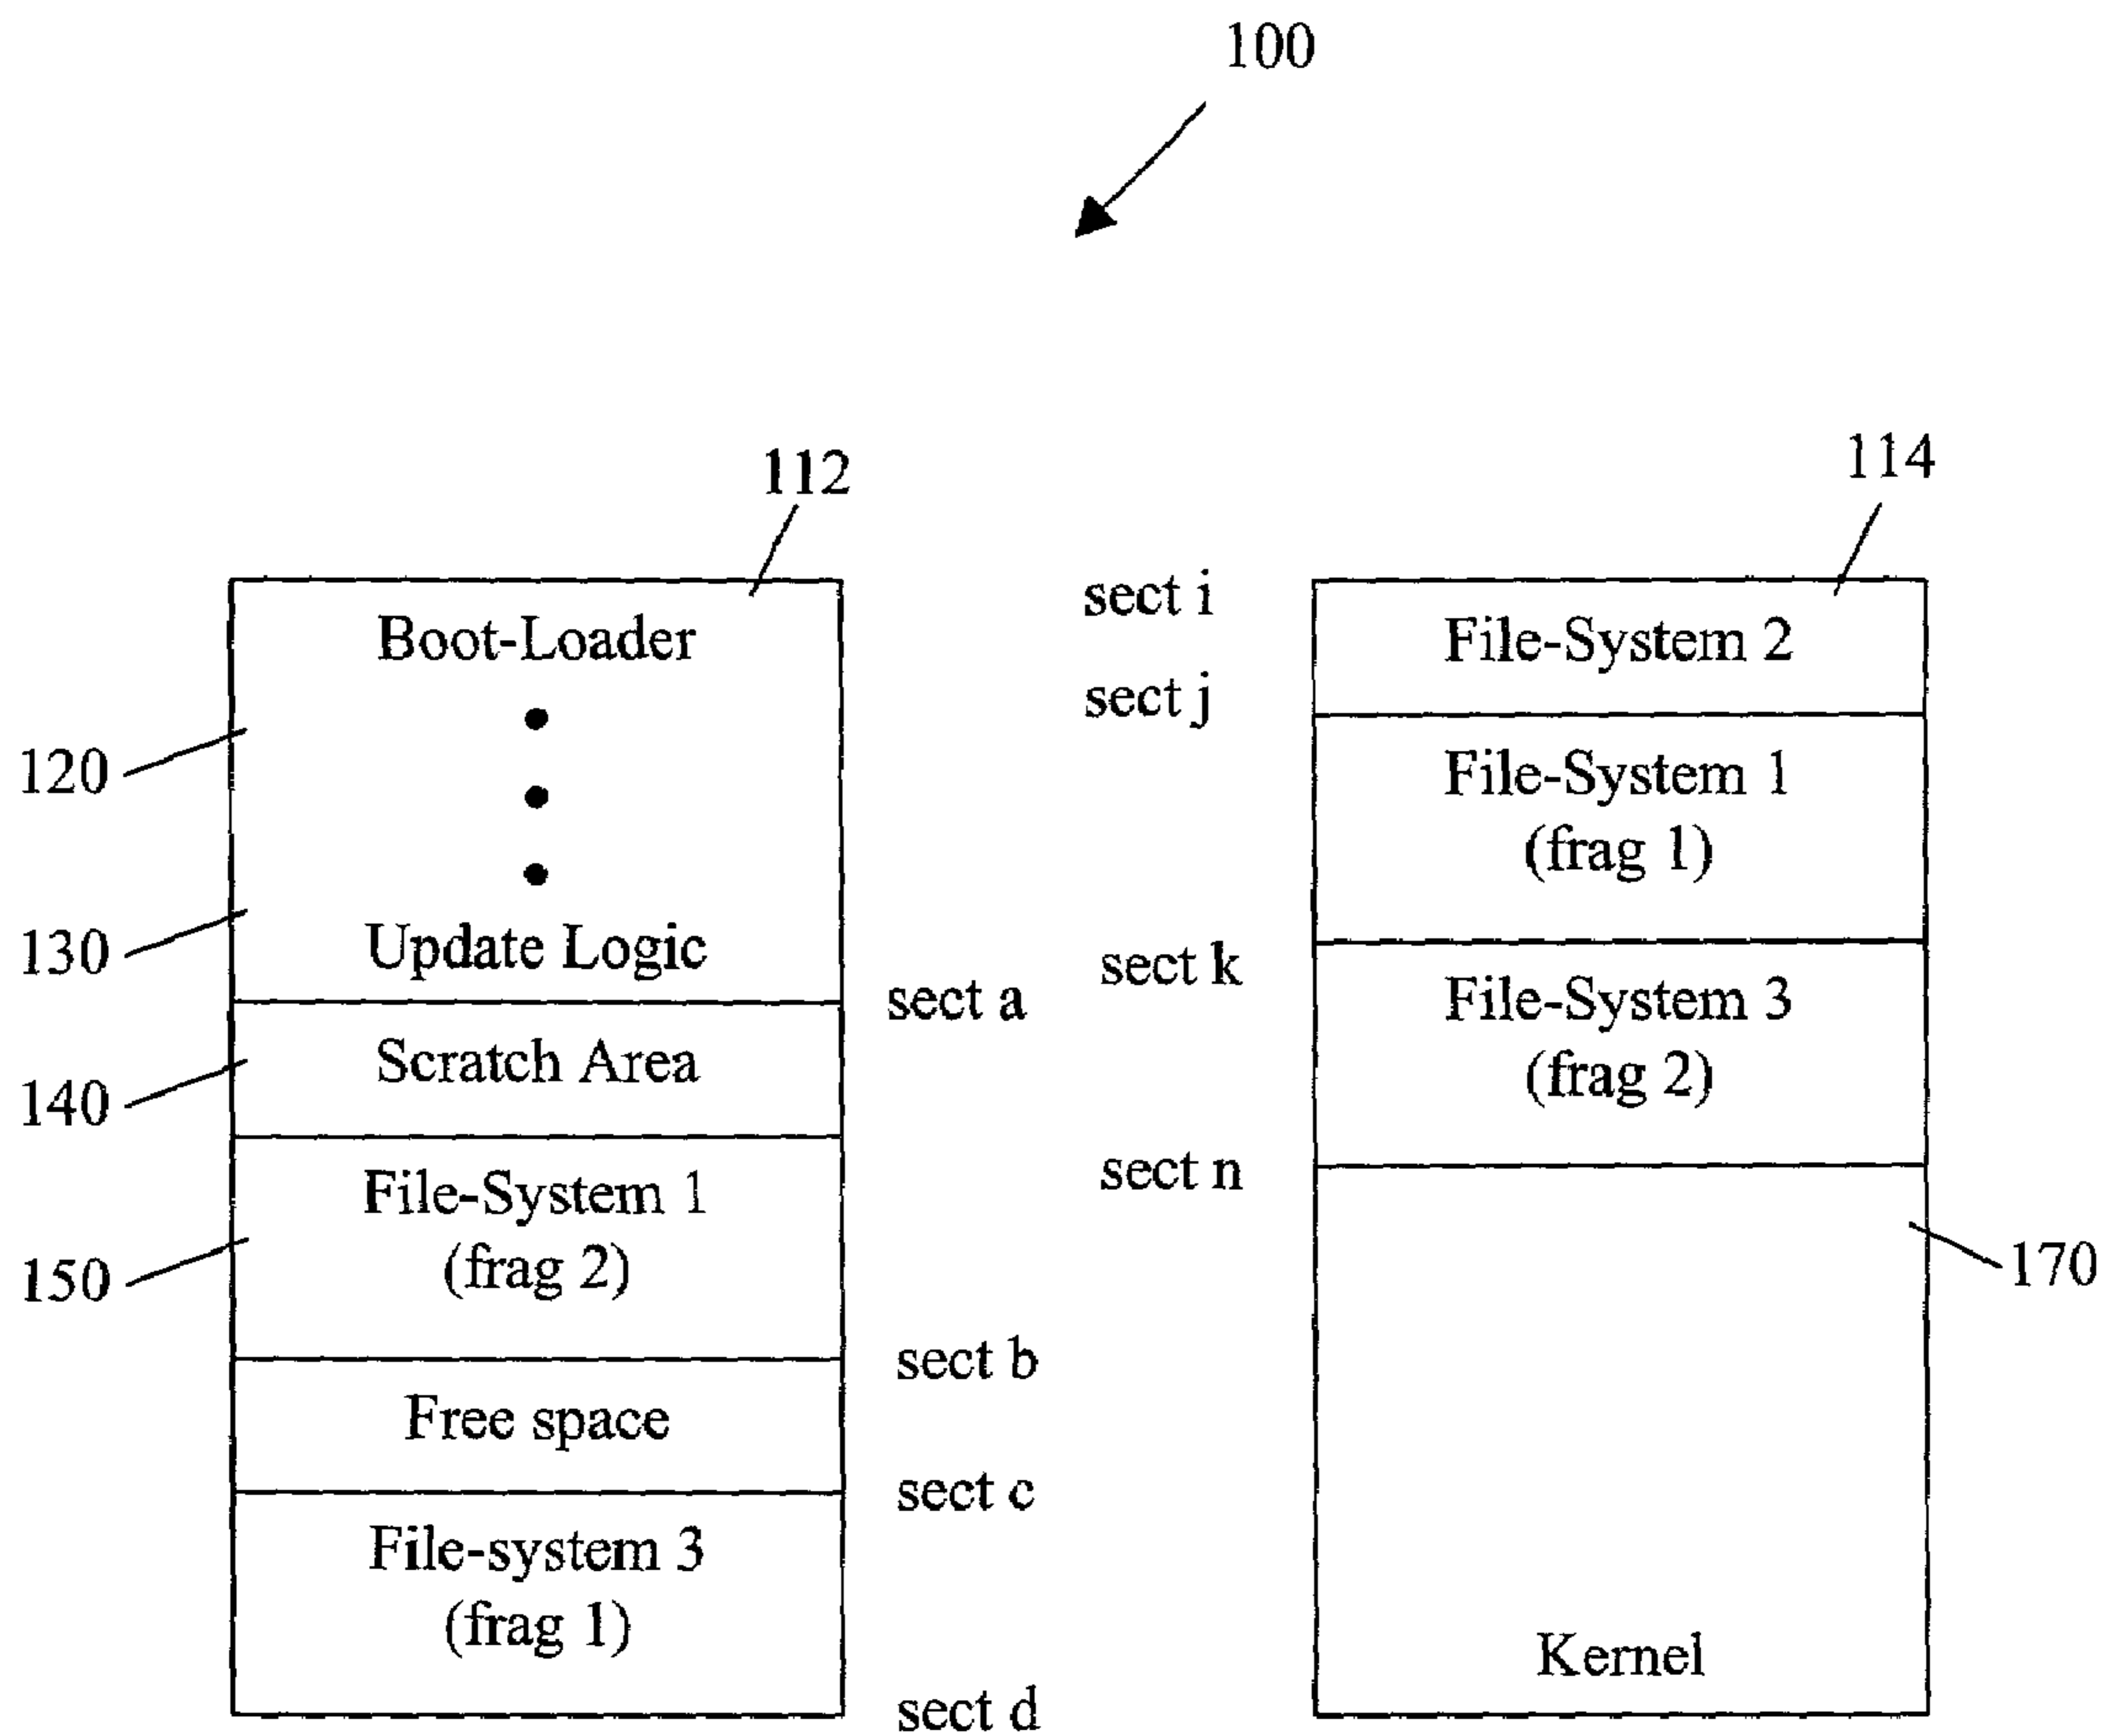 100
112
Boot-Loader
120
130
Update Logic
sect a
140
Scratch Area
150
File-System 1
(frag 2)
sect b
Free space
sect c
File-system 3
(frag 1)
sect d
114
sect i
File-System 2
sect j
File-System 1
(frag 1)
sect k
File-System 3
(frag 2)
sect n
170
Kernel